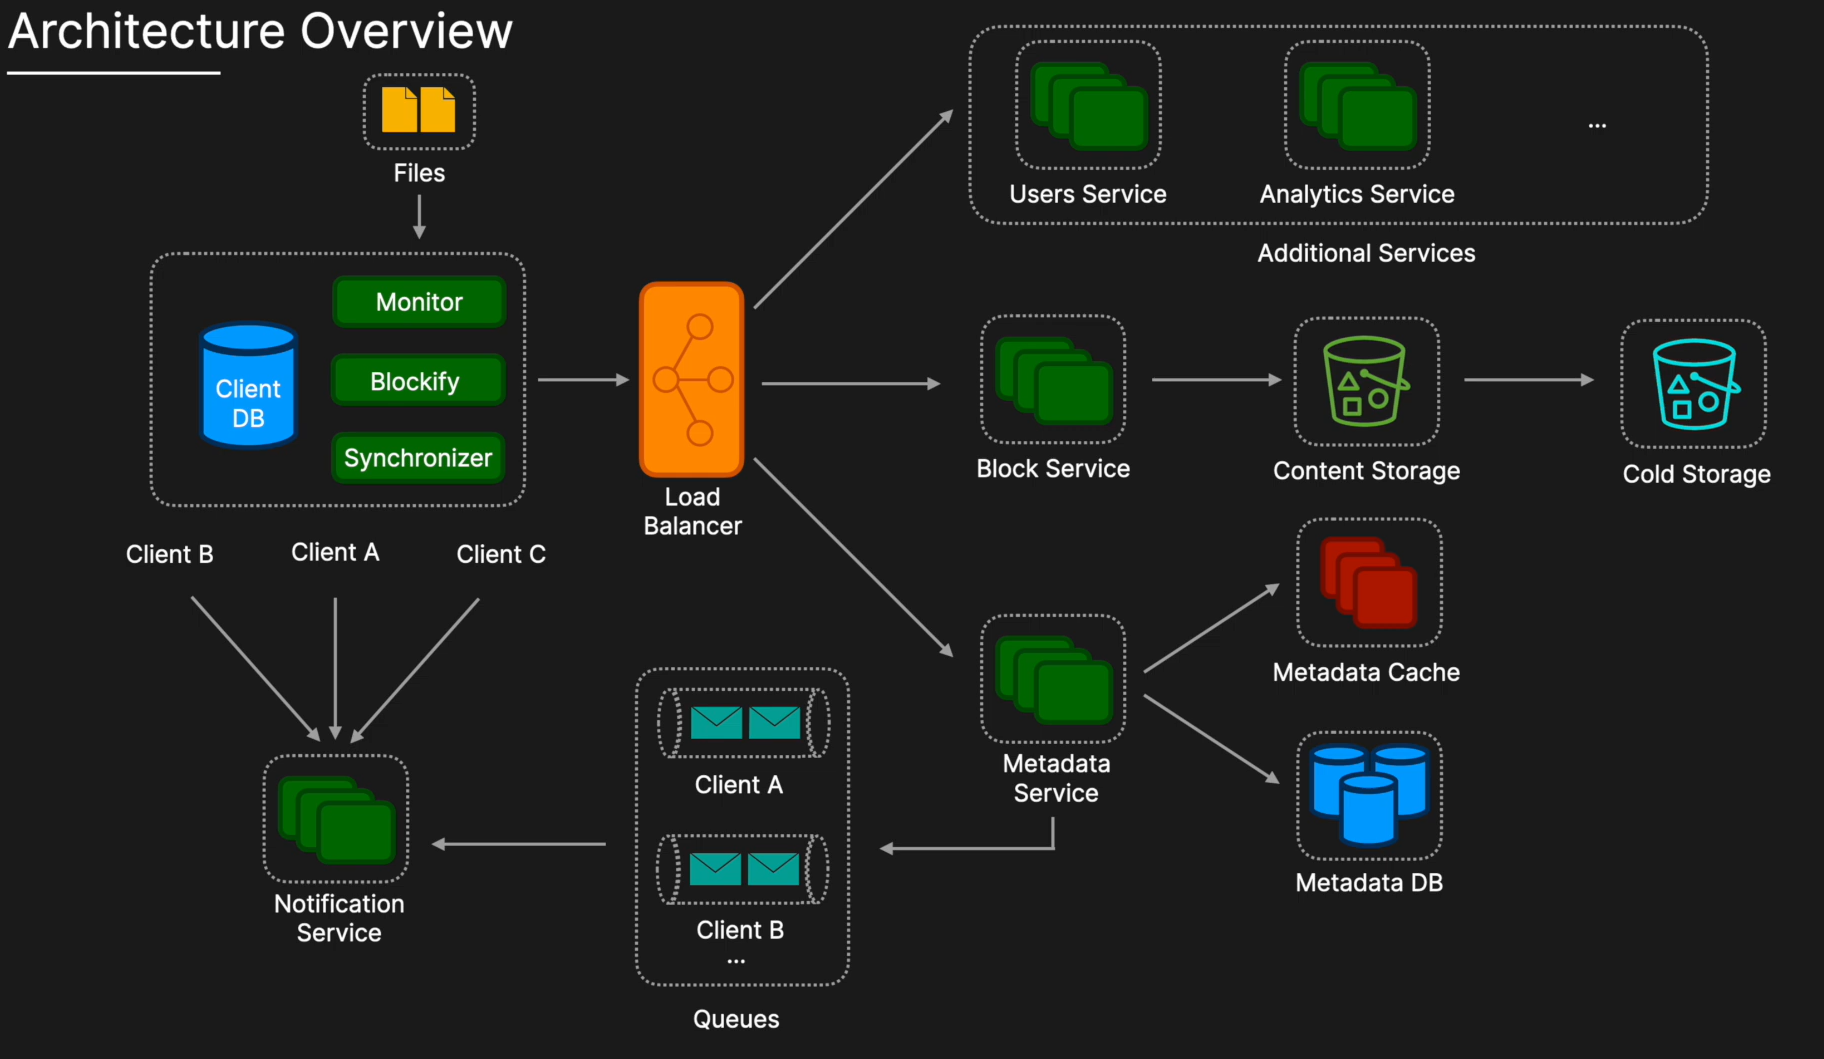 Architecture Overview
Files
Monitor
Blockify
Synchronizer
Client
DB
Client B
Client A
Client C
Load
Balancer
Users Service
Analytics Service
...
Additional Services
Block Service
Content Storage
Cold Storage
Metadata Cache
Metadata
Service
Metadata DB
Client A
Client B
...
Queues
Notification
Service